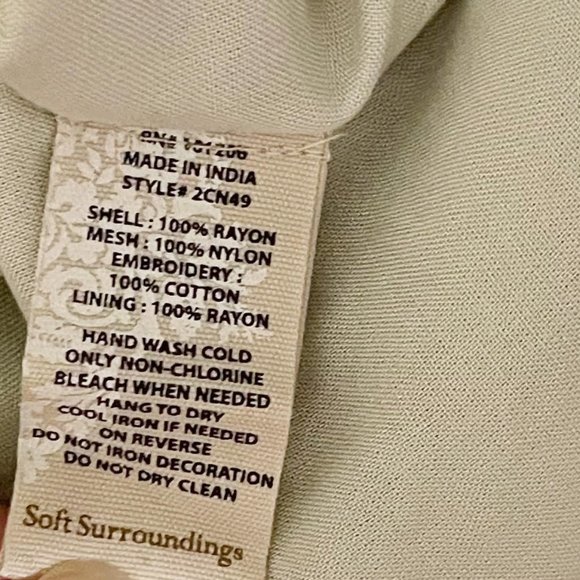 MADE IN INDIA
STYLE# 2CN49
SHELL : 100% RAYON
MESH : 100% NYLON
EMBROIDERY :
100% COTTON
LINING : 100% RAYON
HAND WASH COLD
ONLY NON-CHLORINE
BLEACH WHEN NEEDED
HANG TO DRY
COOL IRON IF NEEDED
ON REVERSE
DO NOT IRON DECORATION
DO NOT DRY CLEAN
Soft Surroundings